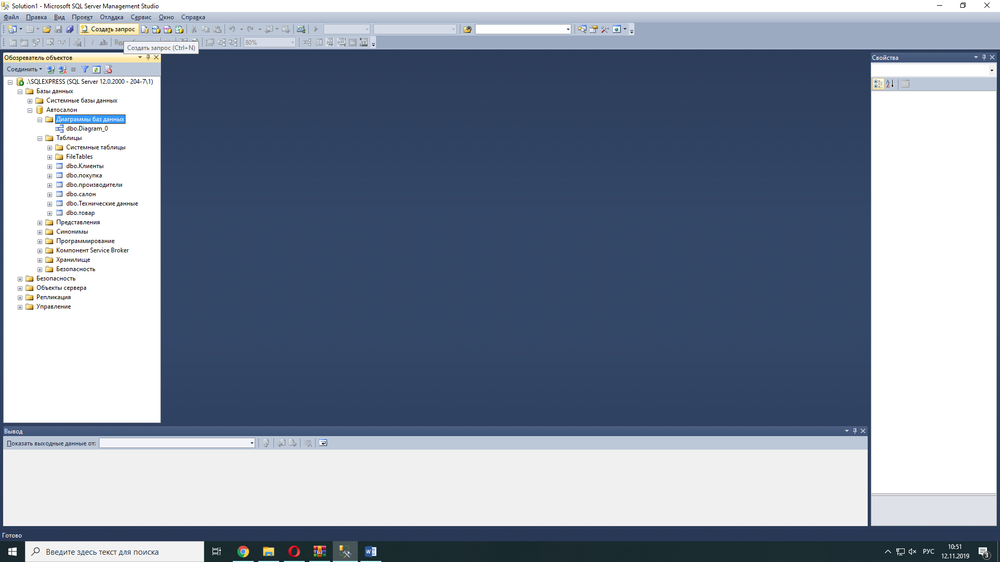 Solution1 - Microsoft SQL Server Management Studio
Файл Правка Вид Проект Отладка Сервис Окно Справка
Создать запрос
80%
Создать запрос (Ctrl+N)
Обозреватель объектов
Соединить
.\SQLEXPRESS (SQL Server 12.0.2000 - 204-7\1)
Базы данных
Системные базы данных
Автосалон
Диаграммы баз данных
dbo.Diagram_0
Таблицы
Системные таблицы
FileTables
dbo.Клиенты
dbo.покупка
dbo.производители
dbo.салон
dbo.Технические данные
dbo.товар
Представления
Синонимы
Программирование
Компонент Service Broker
Хранилище
Безопасность
Безопасность
Объекты сервера
Репликация
Управление
Свойства
Вывод
Показать выходные данные от:
Готово
Введите здесь текст для поиска
РУС
10:51
12.11.2019
3